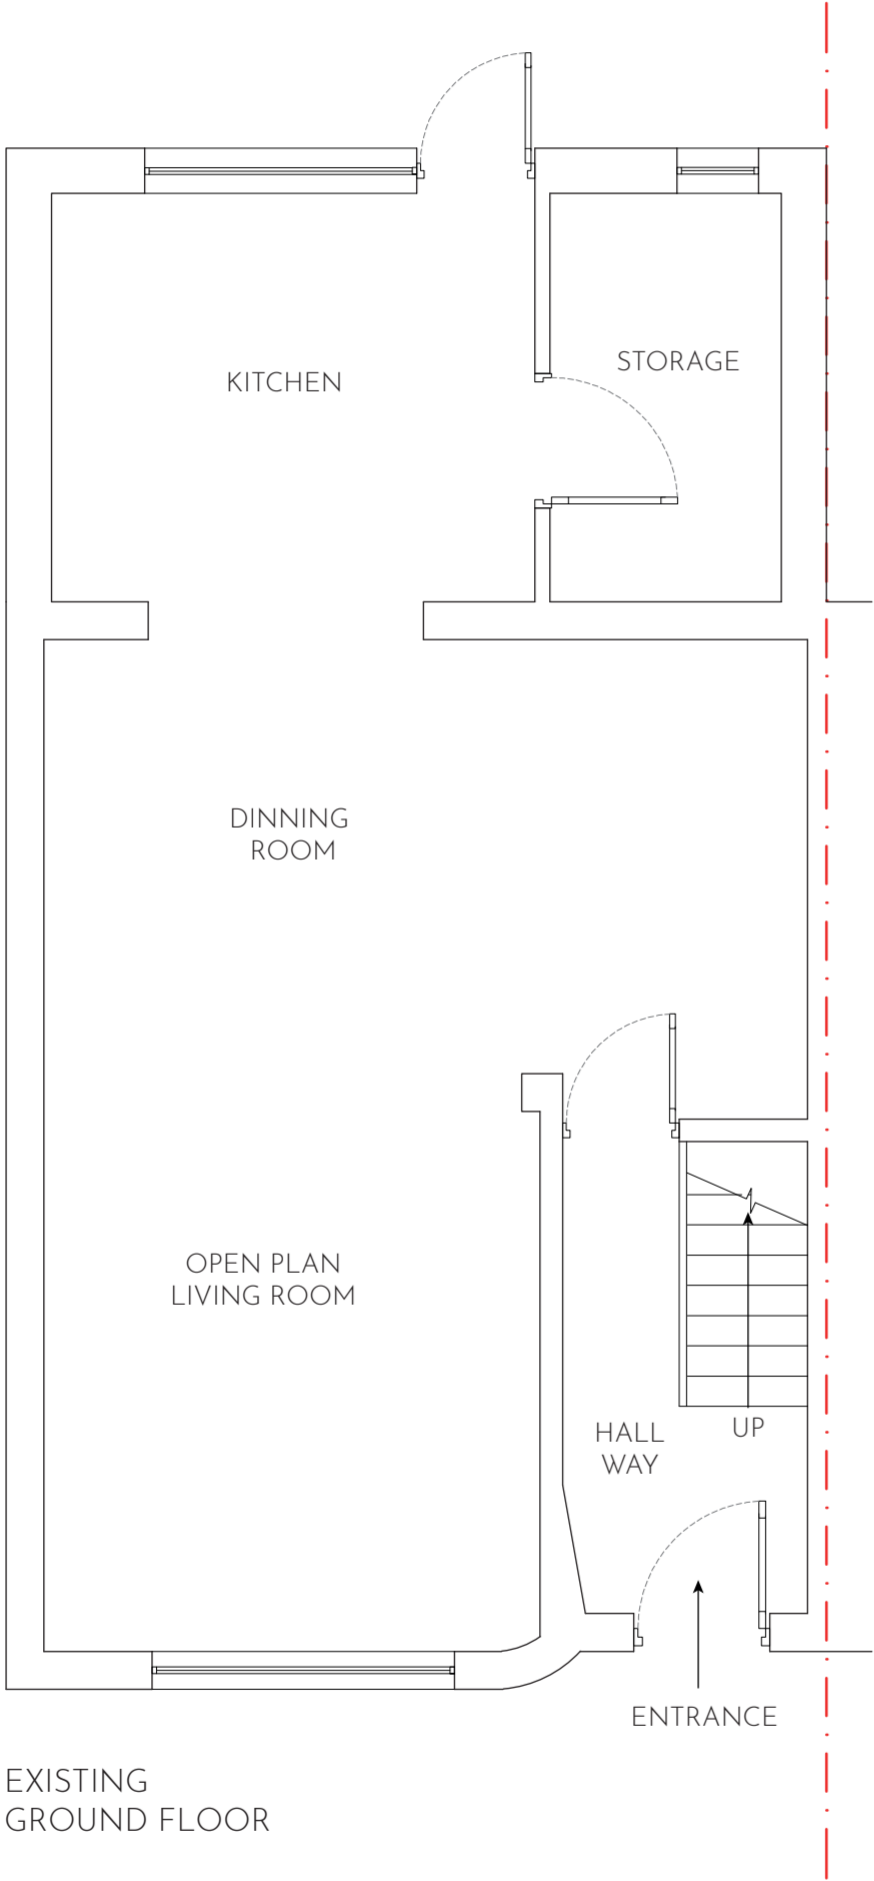 STORAGE
KITCHEN
DINNING
ROOM
OPEN PLAN
LIVING ROOM
HALL
WAY
UP
ENTRANCE
EXISTING
GROUND FLOOR